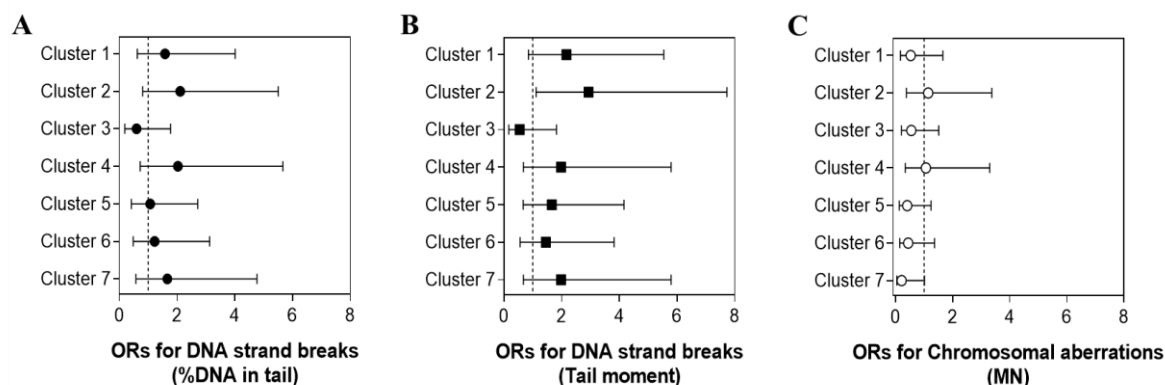 A
Cluster 1
Cluster 2
Cluster 3
Cluster 4
Cluster 5
Cluster 6
Cluster 7
0 2 4 6 8
ORs for DNA strand breaks
(%DNA in tail)
B
Cluster 1
Cluster 2
Cluster 3
Cluster 4
Cluster 5
Cluster 6
Cluster 7
0 2 4 6 8
ORs for DNA strand breaks
(Tail moment)
C
Cluster 1
Cluster 2
Cluster 3
Cluster 4
Cluster 5
Cluster 6
Cluster 7
0 2 4 6 8
ORs for Chromosomal aberrations
(MN)